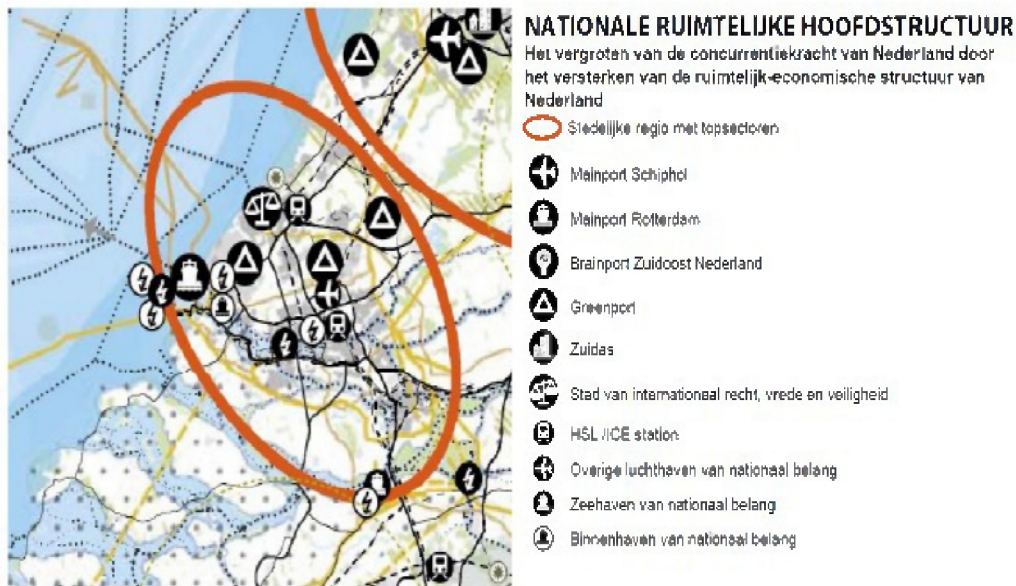 NATIONALE RUIMTELIJKE HOOFDSTRUCTUUR
Het vergroten van de concurrentiekracht van Nederland door
het versterken van de ruimtelijk-economische structuur van
Nederland
Stedelijke regio met topsectoren
Mainport Schiphol
Mainport Rotterdam
Brainport Zuidoost Nederland
Greenport
Zuidas
Stad van internationaal recht, vrede en veiligheid
HSL /ICE station
Overige luchthaven van nationaal belang
Zeehaven van nationaal belang
Binnenhaven van nationaal belang